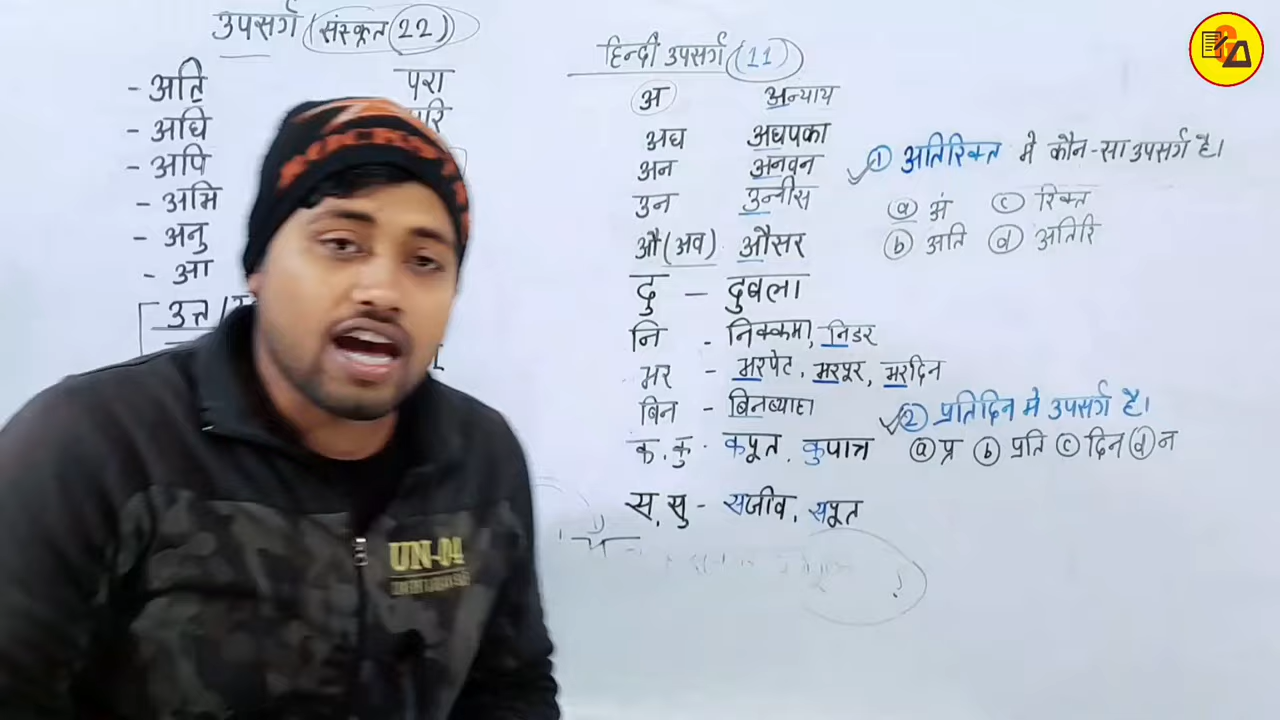 उपसर्ग (संस्कृत (22))
- अति
परा
- अधि
- अपि
- अभि
- अनु
- आ
हिन्दी उपसर्ग (11)
अ अन्याय
अध अधपका
अन अनवन
उन उन्नीस
औ (अव) औसर
दु – दुवला
नि - निक्कमा, निडर
भर - भरपेट, भरपूर, भरदिन
बिन - बिनब्याहा
क, कु - कपूत, कुपात्र
स, सु - सजीव, सपूत
① अतिरिक्त मे कौन-सा उपसर्ग है।
ⓐ अं ⓒ रिक्त
ⓑ अति ⓓ अतिरि
② प्रतिदिन मे उपसर्ग है।
ⓐ प्र ⓑ प्रति ⓒ दिन ⓓ न
UN-04